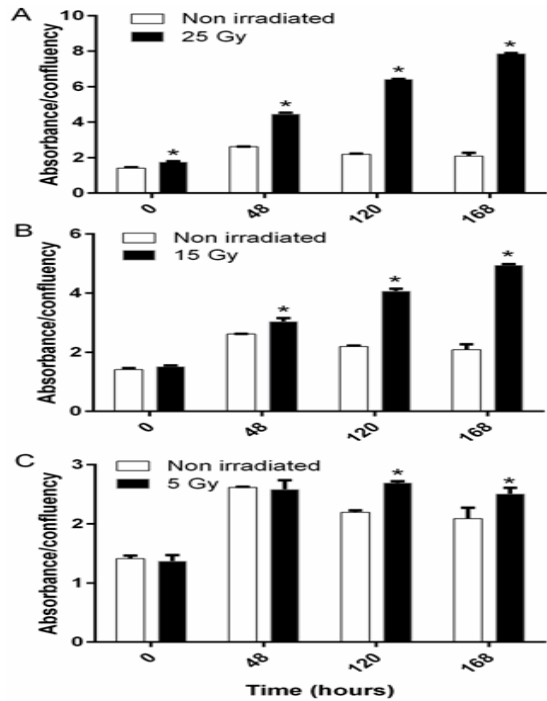 A
Non irradiated
25 Gy
Absorbance/confluency
10
8
6
4
2
0
* * * *
0 48 120 168
B
Non irradiated
15 Gy
Absorbance/confluency
6
4
2
0
* * *
0 48 120 168
C
Non irradiated
5 Gy
Absorbance/confluency
3
2
1
0
* *
0 48 120 168
Time (hours)